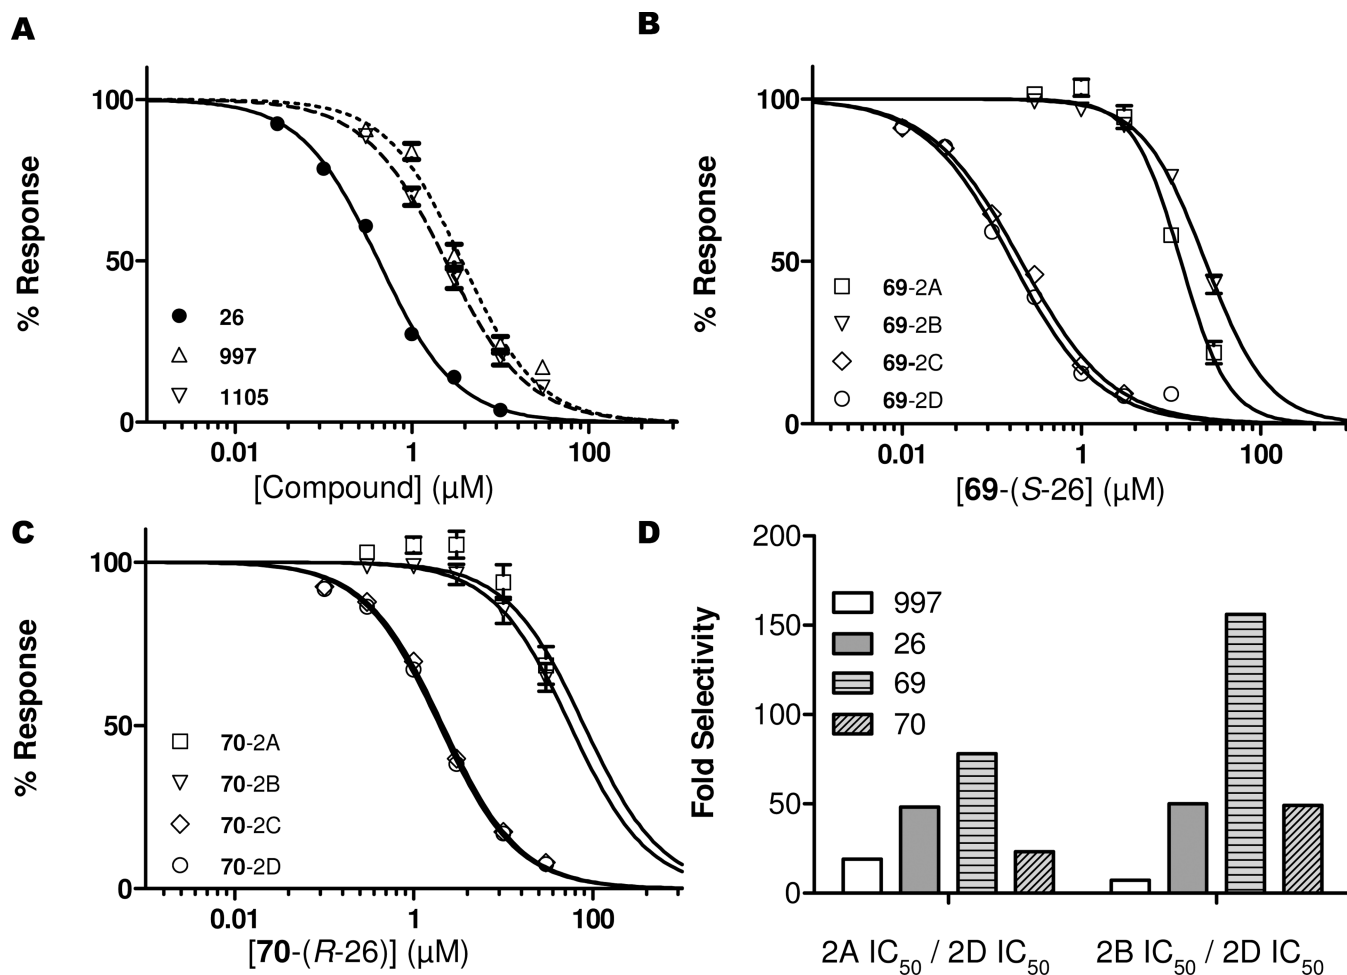 A
% Response
100
50
0
26
997
1105
0.01 1 100
[Compound] (µM)
B
% Response
100
50
0
69-2A
69-2B
69-2C
69-2D
0.01 1 100
[69-(S-26] (µM)
C
% Response
100
50
0
70-2A
70-2B
70-2C
70-2D
0.01 1 100
[70-(R-26)] (µM)
D
Fold Selectivity
200
150
100
50
0
997
26
69
70
2A IC50 / 2D IC50
2B IC50 / 2D IC50